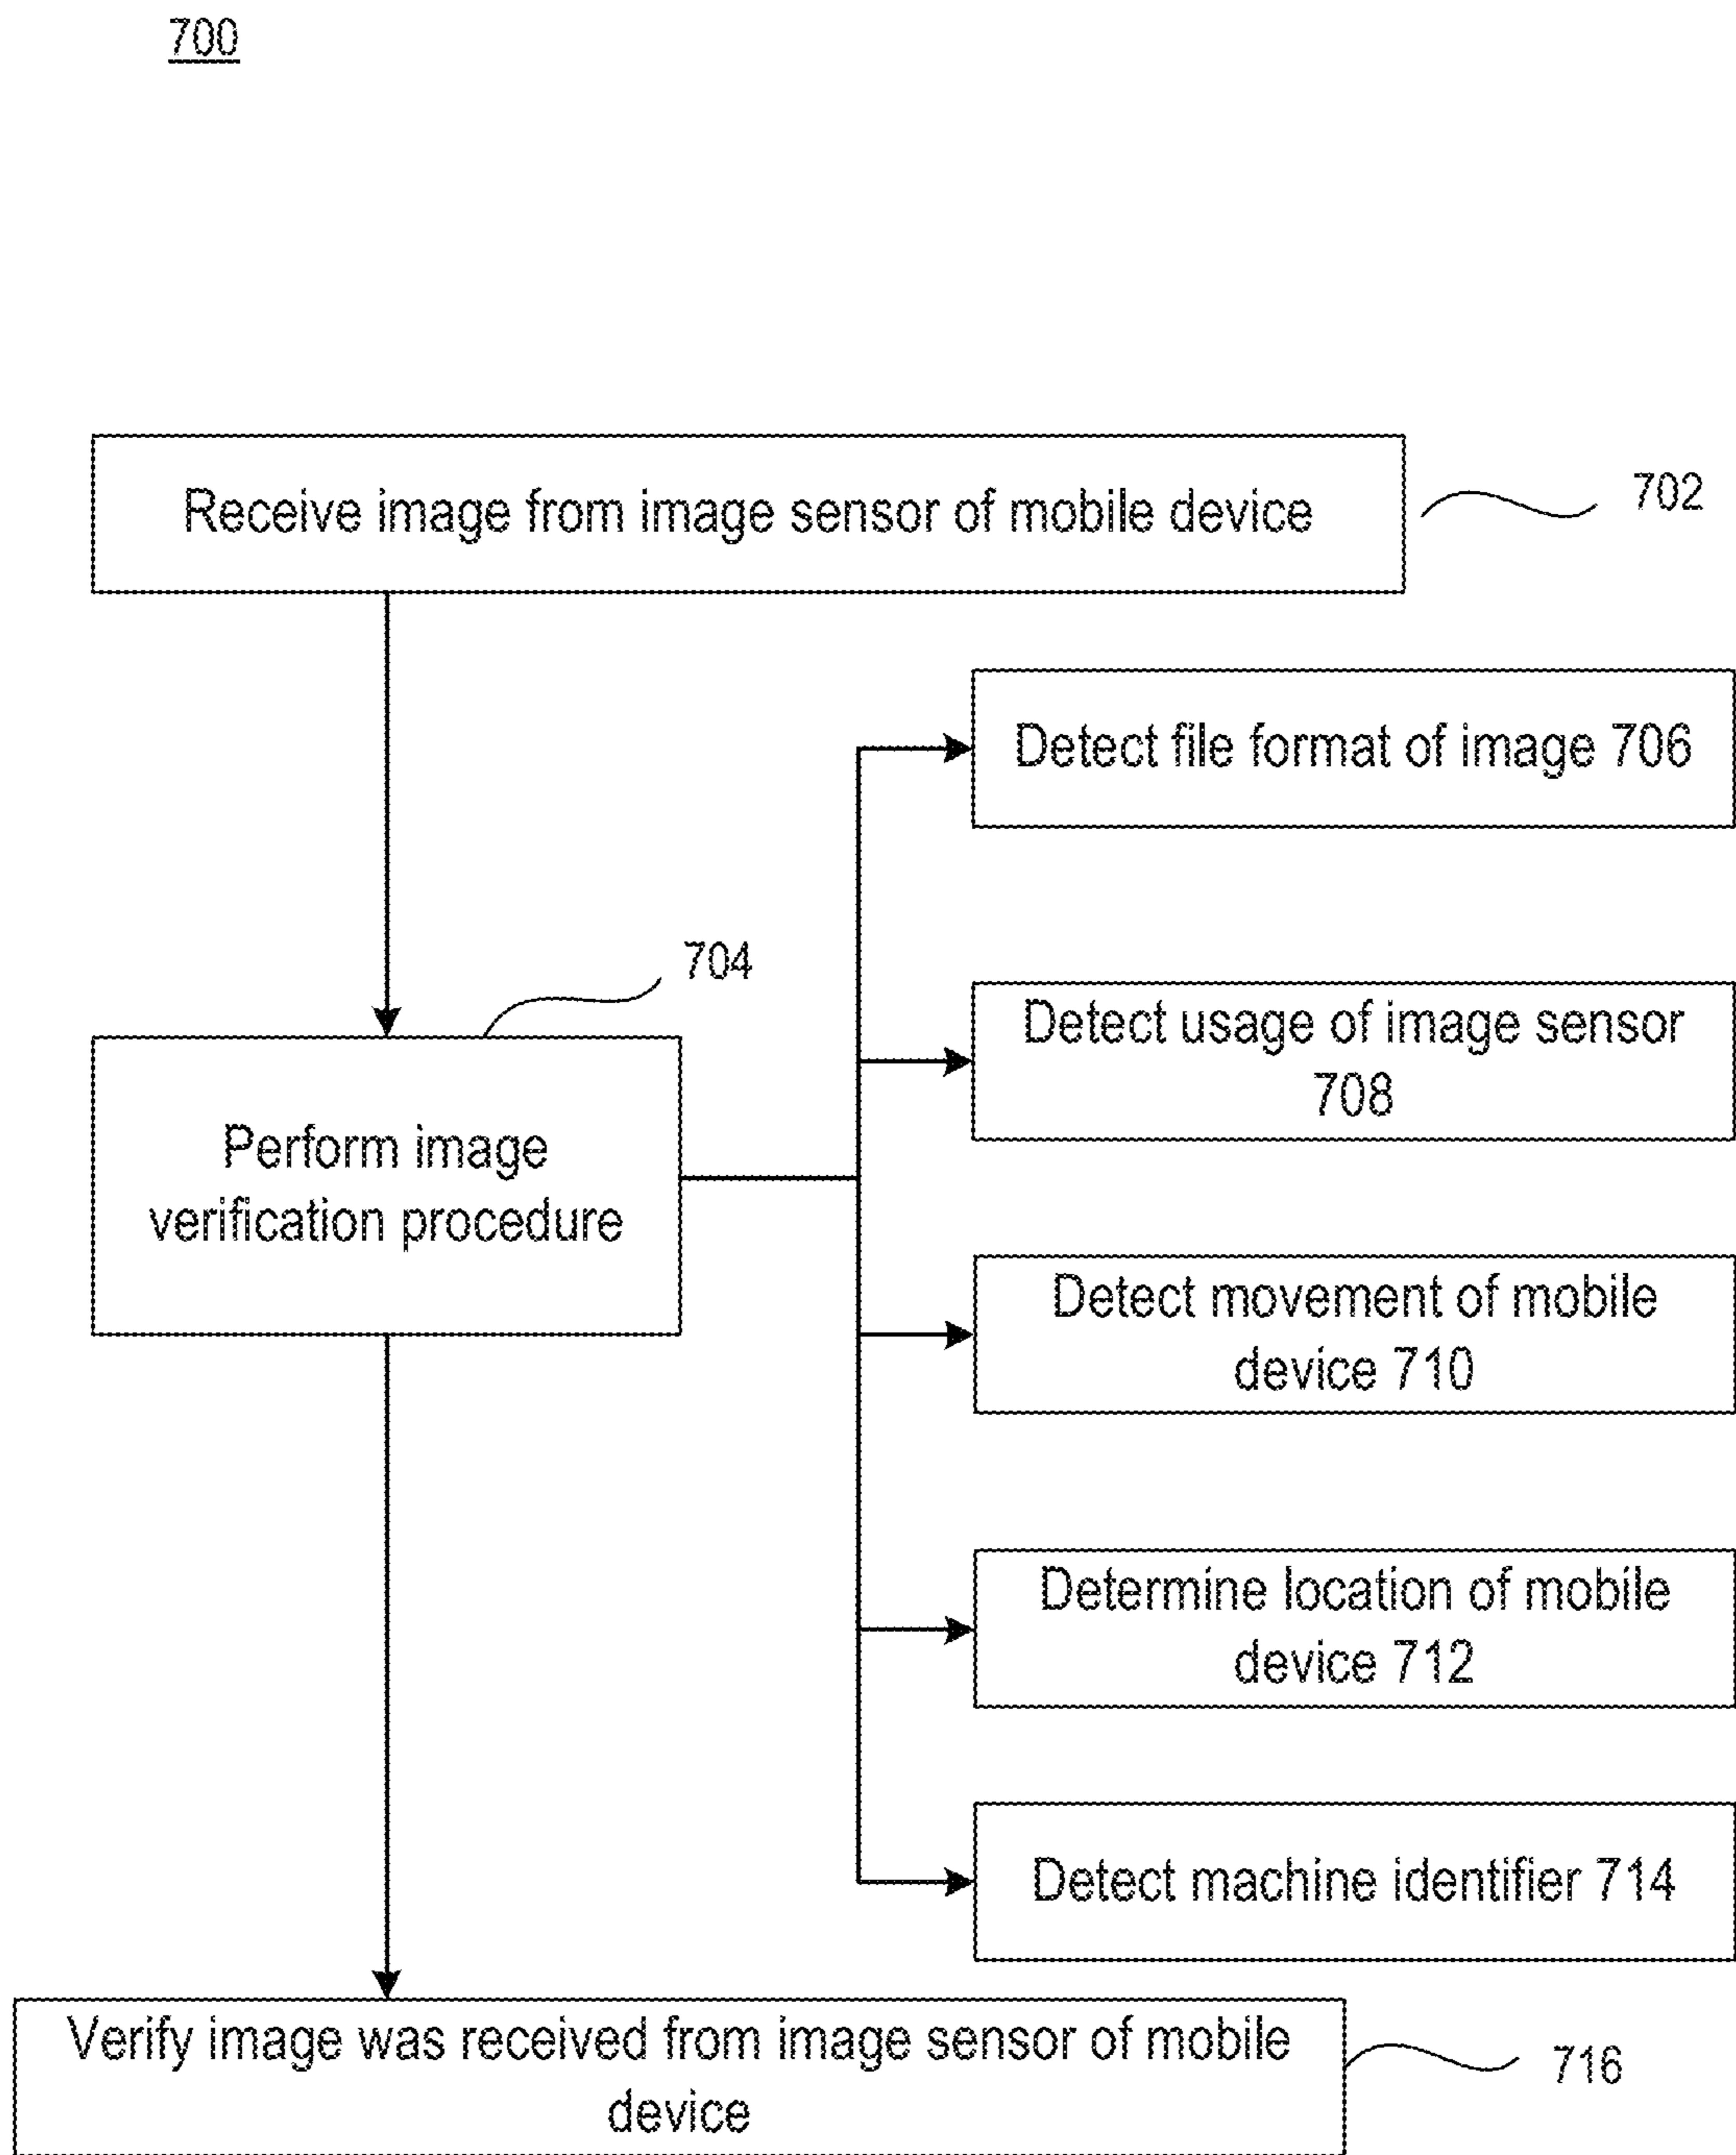 700
Receive image from image sensor of mobile device
702
Detect file format of image 706
704
Detect usage of image sensor
708
Perform image
verification procedure
Detect movement of mobile
device 710
Determine location of mobile
device 712
Detect machine identifier 714
Verify image was received from image sensor of mobile
device
716